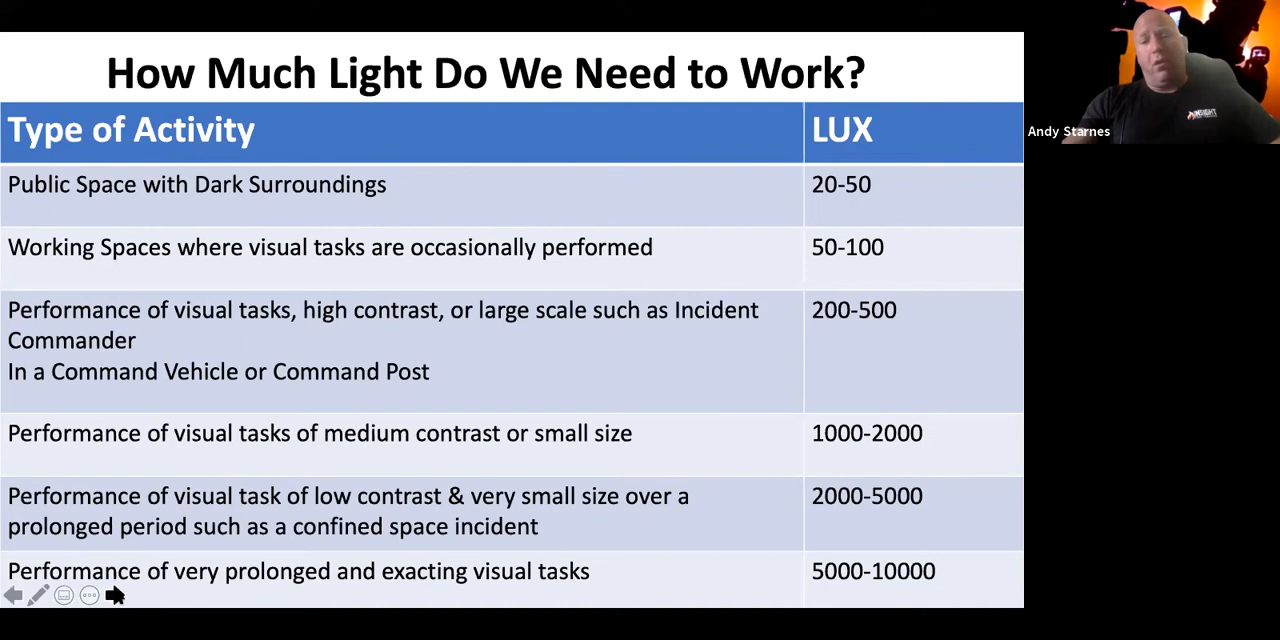 How Much Light Do We Need to Work?
Type of Activity
LUX
Public Space with Dark Surroundings
20-50
Working Spaces where visual tasks are occasionally performed
50-100
Performance of visual tasks, high contrast, or large scale such as Incident
Commander
In a Command Vehicle or Command Post
200-500
Performance of visual tasks of medium contrast or small size
1000-2000
Performance of visual task of low contrast & very small size over a
prolonged period such as a confined space incident
2000-5000
Performance of very prolonged and exacting visual tasks
5000-10000
Andy Starnes
INSIGHT